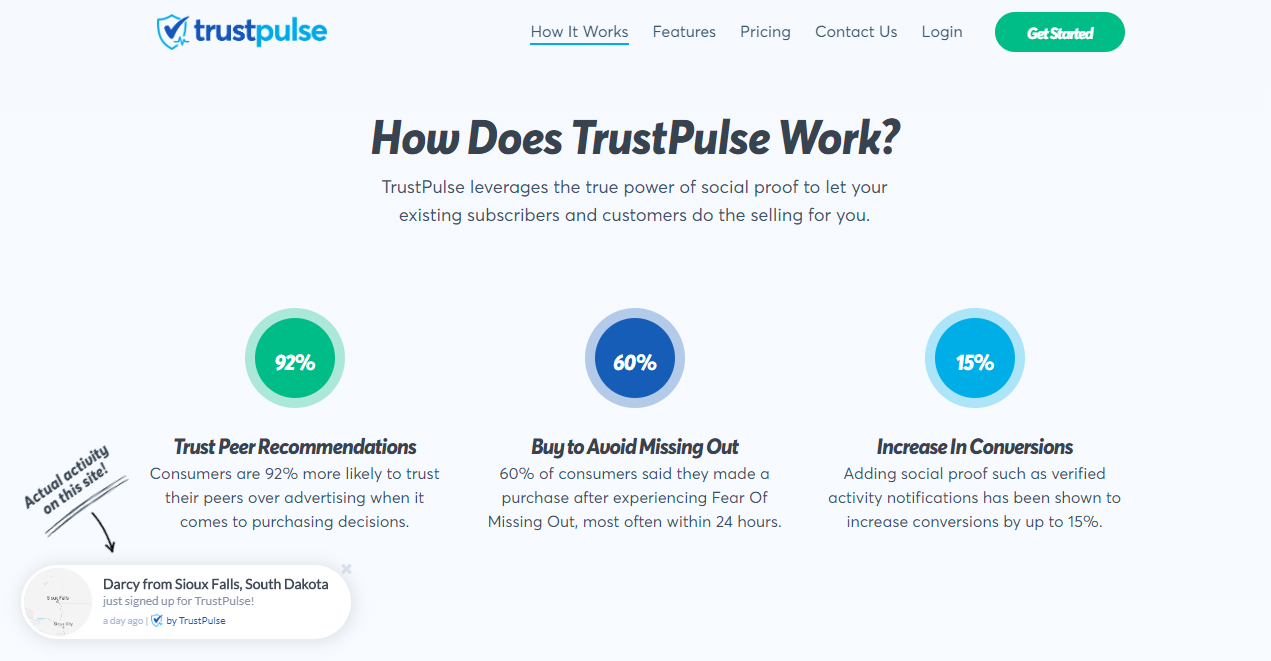 trustpulse
How It Works
Features
Pricing
Contact Us
Login
Get Started
How Does TrustPulse Work?
TrustPulse leverages the true power of social proof to let your
existing subscribers and customers do the selling for you.
92%
60%
15%
Trust Peer Recommendations
Consumers are 92% more likely to trust
their peers over advertising when it
comes to purchasing decisions.
Buy to Avoid Missing Out
60% of consumers said they made a
purchase after experiencing Fear Of
Missing Out, most often within 24 hours.
Increase In Conversions
Adding social proof such as verified
activity notifications has been shown to
increase conversions by up to 15%.
Actual activity
on this site!
Darcy from Sioux Falls, South Dakota
just signed up for TrustPulse!
a day ago | by TrustPulse
Sioux Falls